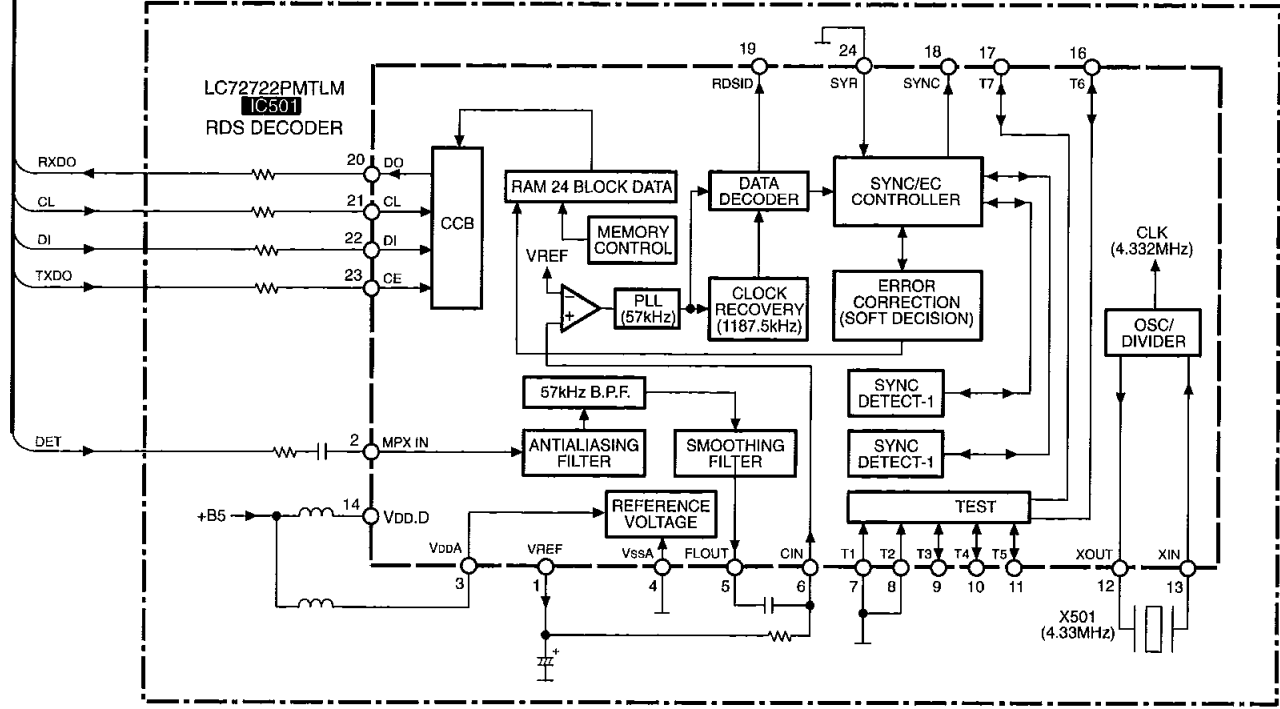 19
24
18
17
16
RDSID
SYR
SYNC
T7
T6
LC72722PMTLM
IC501
RDS DECODER
RXDO
20
DO
CL
21
CL
DI
22
DI
TXDO
23
CE
CCB
RAM 24 BLOCK DATA
MEMORY
CONTROL
DATA
DECODER
SYNC/EC
CONTROLLER
CLK
(4.332MHz)
VREF
−
+
PLL
(57kHz)
CLOCK
RECOVERY
(1187.5kHz)
ERROR
CORRECTION
(SOFT DECISION)
OSC/
DIVIDER
57kHz B.P.F.
SYNC
DETECT-1
DET
2
MPX IN
ANTIALIASING
FILTER
SMOOTHING
FILTER
SYNC
DETECT-1
+B5
14
VDD.D
REFERENCE
VOLTAGE
TEST
VDDA
VREF
VSSA
FLOUT
CIN
T1
T2
T3
T4
T5
XOUT
XIN
3
1
4
5
6
7
8
9
10
11
12
13
X501
(4.33MHz)
+